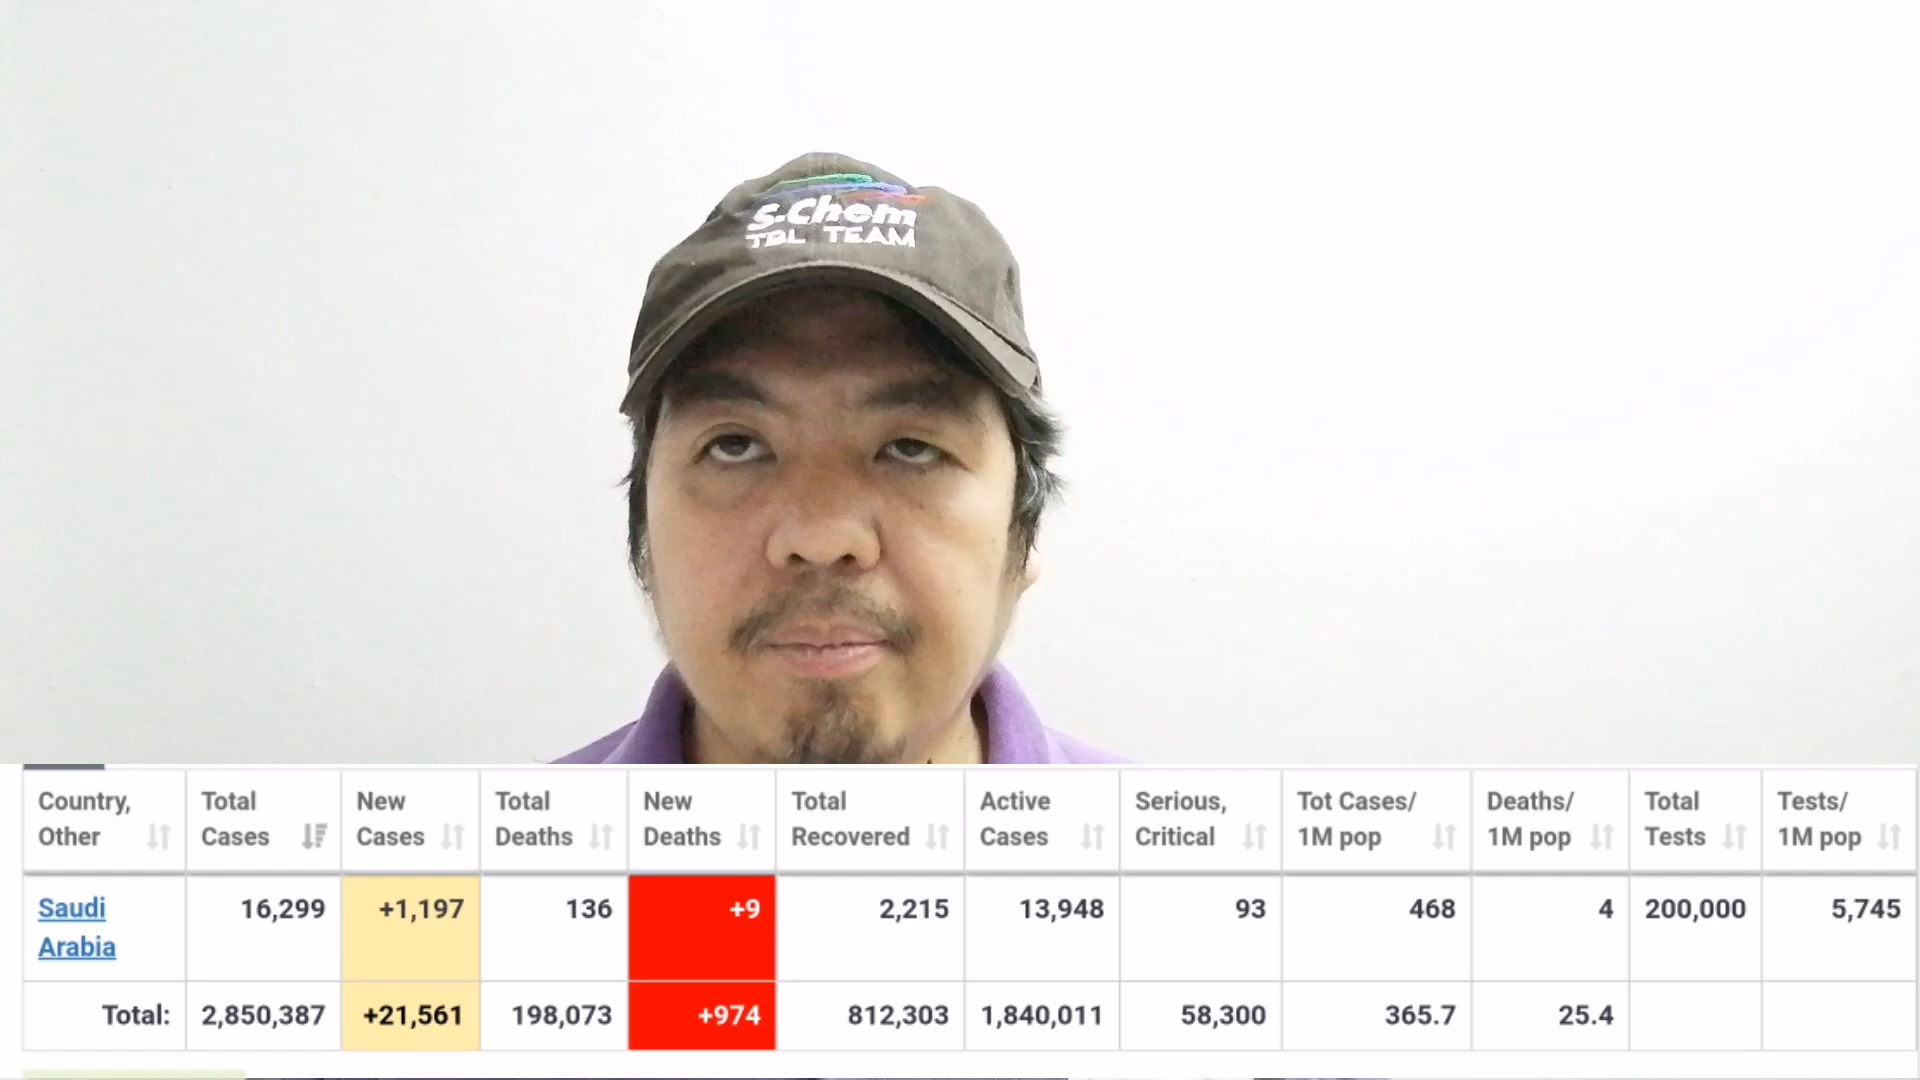 S.Chem
TBL TEAM
Country, Other Total Cases New Cases Total Deaths New Deaths Total Recovered Active Cases Serious, Critical Tot Cases/ 1M pop Deaths/ 1M pop Total Tests Tests/ 1M pop
Saudi Arabia 16,299 +1,197 136 +9 2,215 13,948 93 468 4 200,000 5,745
Total: 2,850,387 +21,561 198,073 +974 812,303 1,840,011 58,300 365.7 25.4